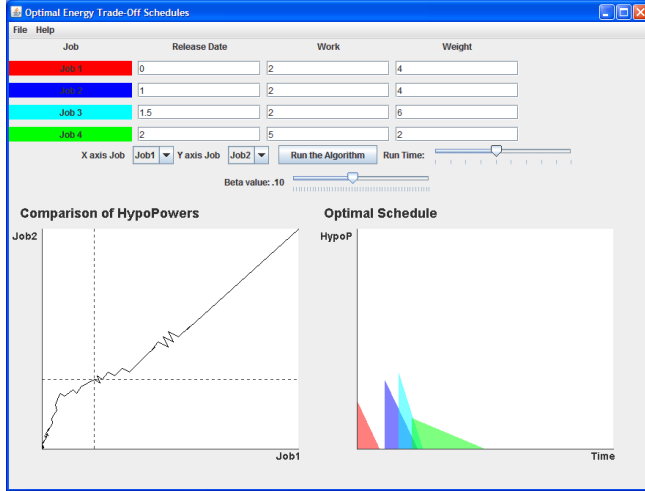 Optimal Energy Trade-Off Schedules
File Help
Job Release Date Work Weight
Job 1 0 2 4
Job 2 1 2 4
Job 3 1.5 2 6
Job 4 2 5 2
X axis Job Job1 Y axis Job Job2 Run the Algorithm Run Time:
Beta value: .10
Comparison of HypoPowers Optimal Schedule
Job2 HypoP
Job1 Time